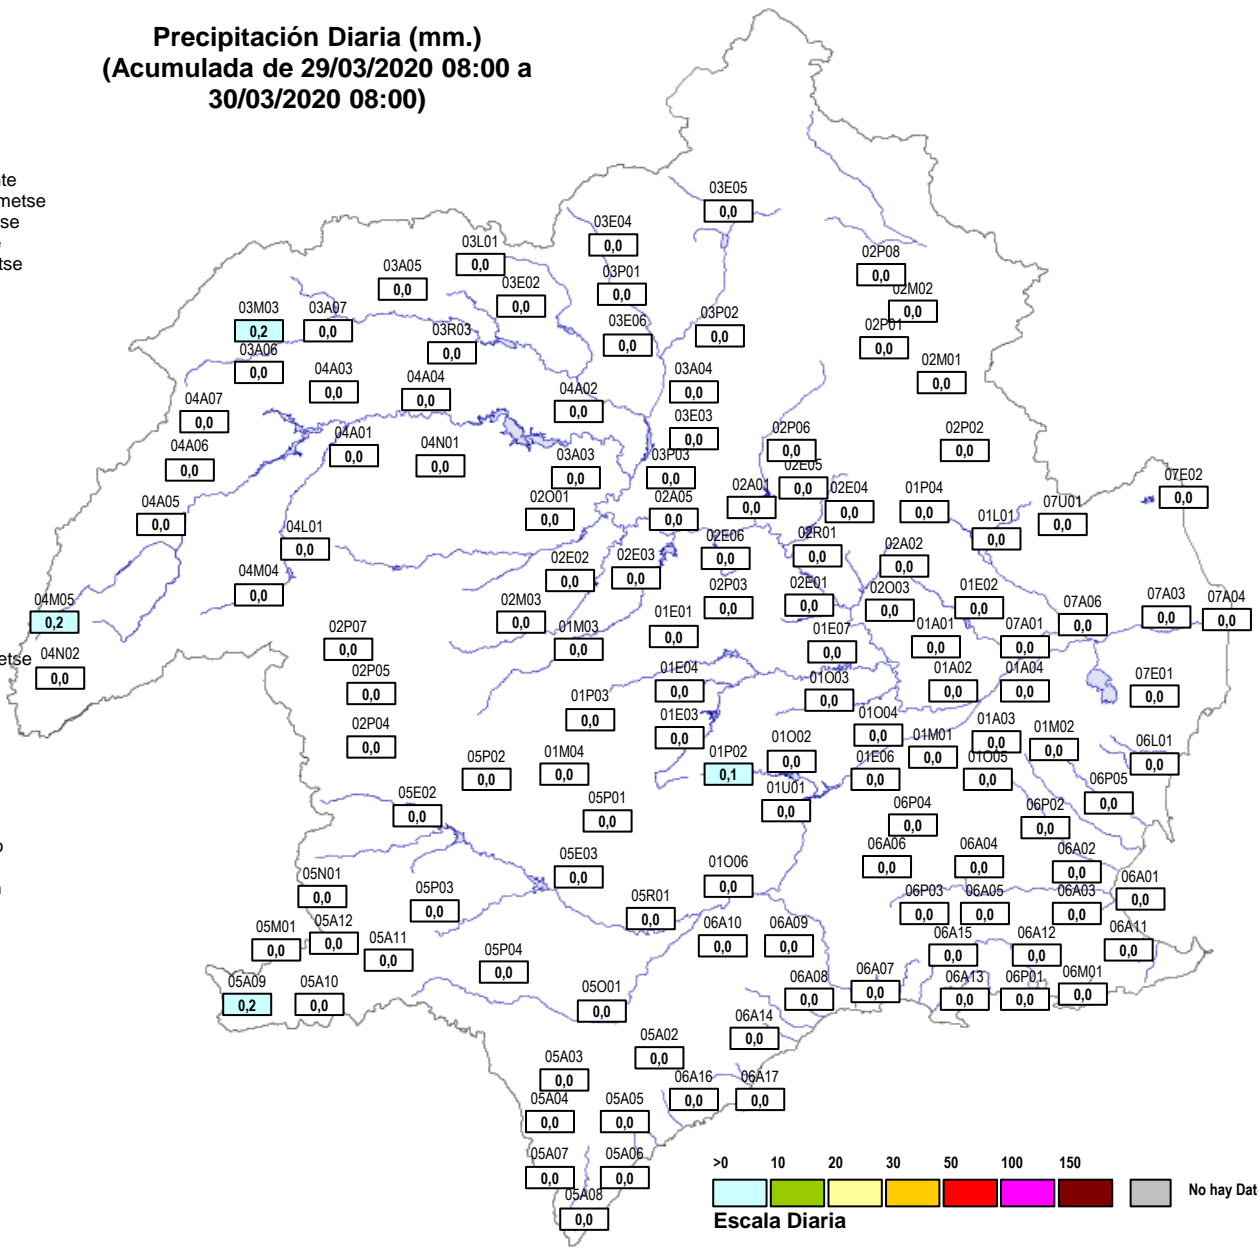 Precipitación Diaria (mm.)
(Acumulada de 29/03/2020 08:00 a
30/03/2020 08:00)
nte
metse
se
e
tse
etse
o
n
03E05
0,0
03E04
0,0
03L01
0,0
02P08
0,0
03A05
0,0
03P01
0,0
03E02
0,0
02M02
0,0
03M03
0,2
03A07
0,0
03E06
0,0
03P02
0,0
03R03
0,0
02P01
0,0
03A06
0,0
02M01
0,0
04A03
0,0
04A04
0,0
03A04
0,0
04A02
0,0
04A07
0,0
03E03
0,0
04A01
0,0
02P06
0,0
02P02
0,0
04A06
0,0
04N01
0,0
03A03
0,0
03P03
0,0
02E05
0,0
07E02
0,0
02A01
0,0
02E04
0,0
01P04
0,0
04A05
0,0
02O01
0,0
02A05
0,0
07U01
0,0
01L01
0,0
04L01
0,0
02E06
0,0
02R01
0,0
02A02
0,0
02E02
0,0
02E03
0,0
04M04
0,0
02P03
0,0
02E01
0,0
02O03
0,0
01E02
0,0
07A03
0,0
07A04
0,0
04M05
0,2
02M03
0,0
07A06
0,0
01E01
0,0
02P07
0,0
01M03
0,0
01E07
0,0
01A01
0,0
07A01
0,0
04N02
0,0
02P05
0,0
01E04
0,0
01O03
0,0
01A02
0,0
01A04
0,0
07E01
0,0
01P03
0,0
02P04
0,0
01E03
0,0
01O04
0,0
01A03
0,0
01M02
0,0
01M01
0,0
06L01
0,0
05P02
0,0
01M04
0,0
01P02
0,1
01O02
0,0
01E06
0,0
01O05
0,0
05E02
0,0
05P01
0,0
01U01
0,0
06P05
0,0
06P04
0,0
06P02
0,0
05E03
0,0
01O06
0,0
06A06
0,0
06A04
0,0
06A02
0,0
05N01
0,0
05P03
0,0
05R01
0,0
06P03
0,0
06A05
0,0
06A03
0,0
06A01
0,0
05M01
0,0
05A12
0,0
05A11
0,0
06A10
0,0
06A09
0,0
06A15
0,0
06A12
0,0
06A11
0,0
05P04
0,0
05A09
0,2
05A10
0,0
05O01
0,0
06A08
0,0
06A07
0,0
06A13
0,0
06P01
0,0
06M01
0,0
06A14
0,0
05A02
0,0
05A03
0,0
06A16
0,0
06A17
0,0
05A04
0,0
05A05
0,0
05A07
0,0
05A06
0,0
05A08
0,0
>0 10 20 30 50 100 150
No hay Dat
Escala Diaria